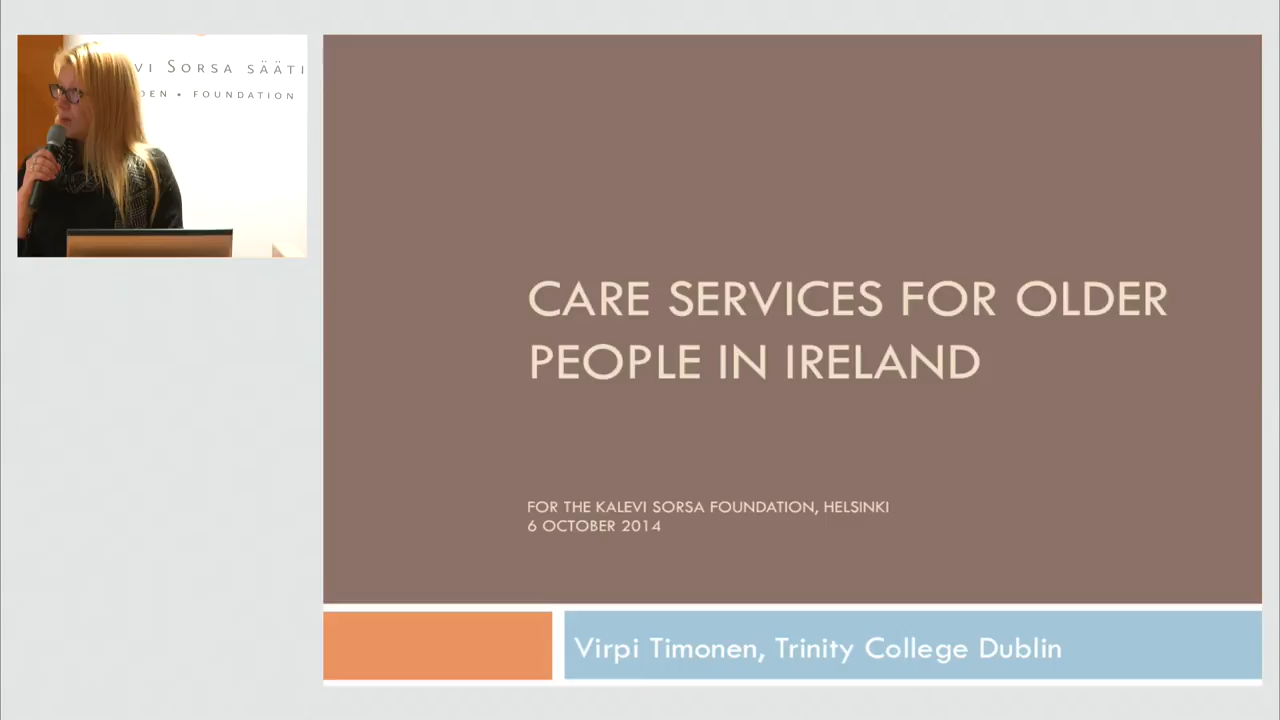 VI SORSA SÄÄTI
DEN • FOUNDATION
CARE SERVICES FOR OLDER
PEOPLE IN IRELAND
FOR THE KALEVI SORSA FOUNDATION, HELSINKI
6 OCTOBER 2014
Virpi Timonen, Trinity College Dublin